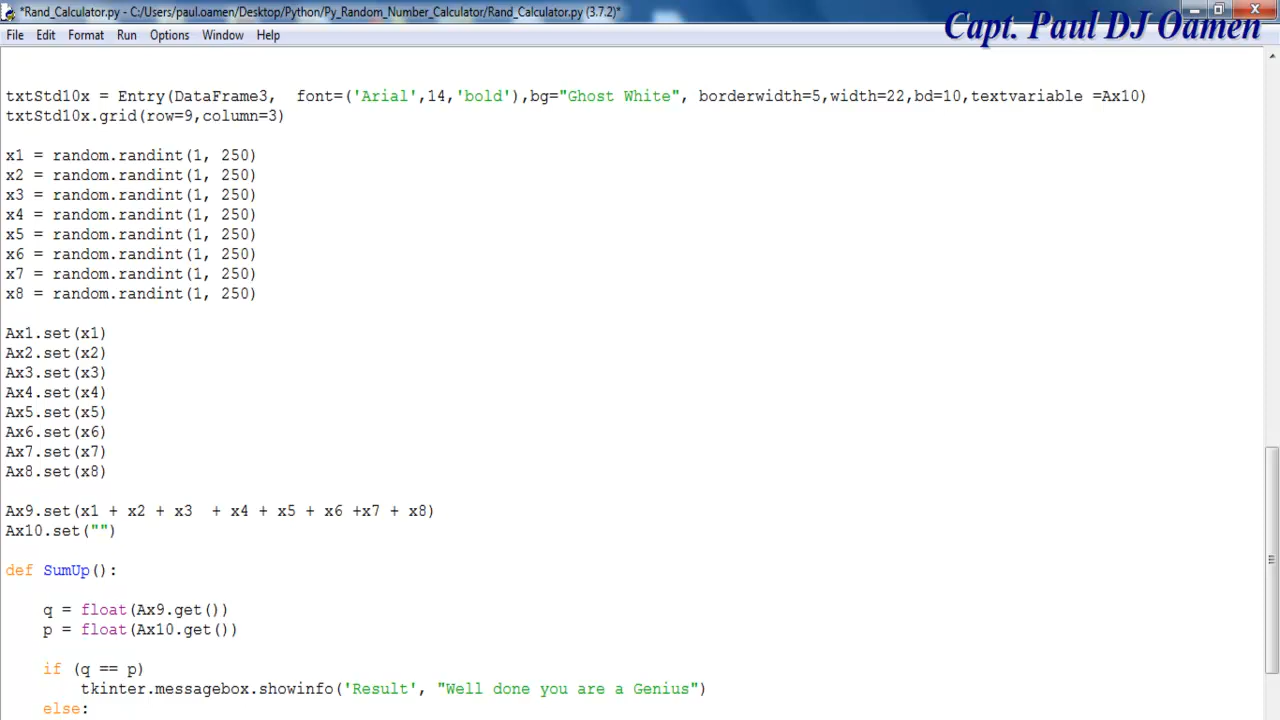 *Rand_Calculator.py - C:/Users/paul.oamen/Desktop/Python/Py_Random_Number_Calculator/Rand_Calculator.py (3.7.2)*
Capt. Paul DJ Oamen
File Edit Format Run Options Window Help
txtStd10x = Entry(DataFrame3,  font=('Arial',14,'bold'),bg="Ghost White", borderwidth=5,width=22,bd=10,textvariable =Ax10)
txtStd10x.grid(row=9,column=3)
x1 = random.randint(1, 250)
x2 = random.randint(1, 250)
x3 = random.randint(1, 250)
x4 = random.randint(1, 250)
x5 = random.randint(1, 250)
x6 = random.randint(1, 250)
x7 = random.randint(1, 250)
x8 = random.randint(1, 250)
Ax1.set(x1)
Ax2.set(x2)
Ax3.set(x3)
Ax4.set(x4)
Ax5.set(x5)
Ax6.set(x6)
Ax7.set(x7)
Ax8.set(x8)
Ax9.set(x1 + x2 + x3  + x4 + x5 + x6 +x7 + x8)
Ax10.set("")
def SumUp():
    q = float(Ax9.get())
    p = float(Ax10.get())
    if (q == p)
        tkinter.messagebox.showinfo('Result', "Well done you are a Genius")
    else: